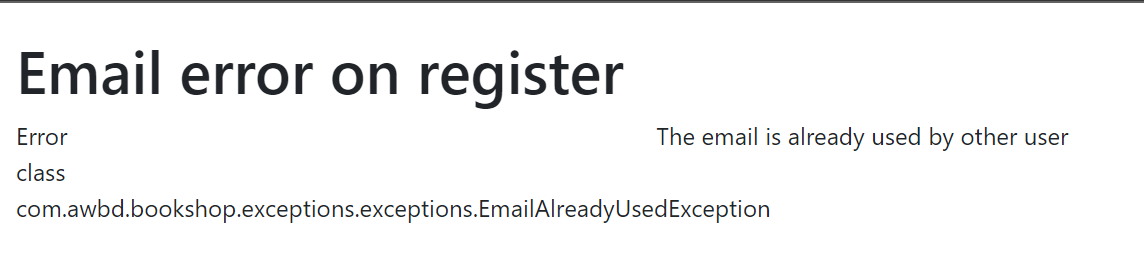 Email error on register
Error The email is already used by other user
class
com.awbd.bookshop.exceptions.exceptions.EmailAlreadyUsedException